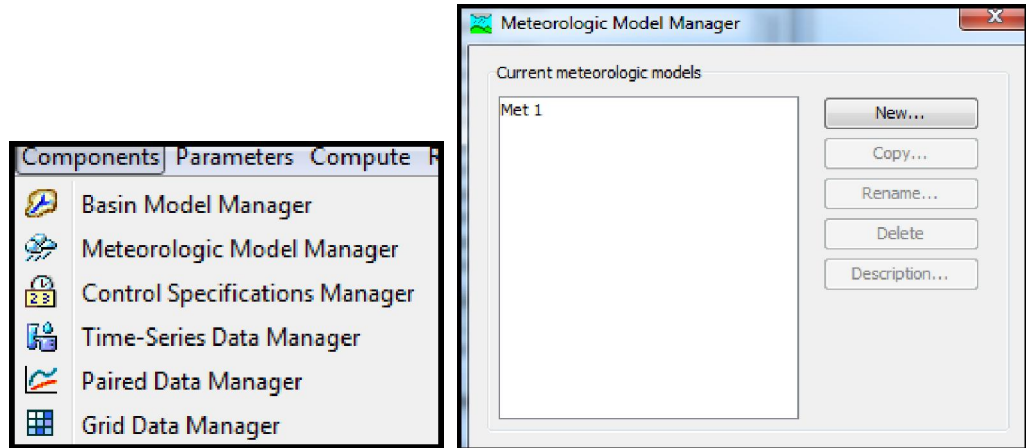 Components Parameters Compute
Basin Model Manager
Meteorologic Model Manager
Control Specifications Manager
Time-Series Data Manager
Paired Data Manager
Grid Data Manager
Meteorologic Model Manager
Current meteorologic models
Met 1
New...
Copy...
Rename...
Delete
Description...